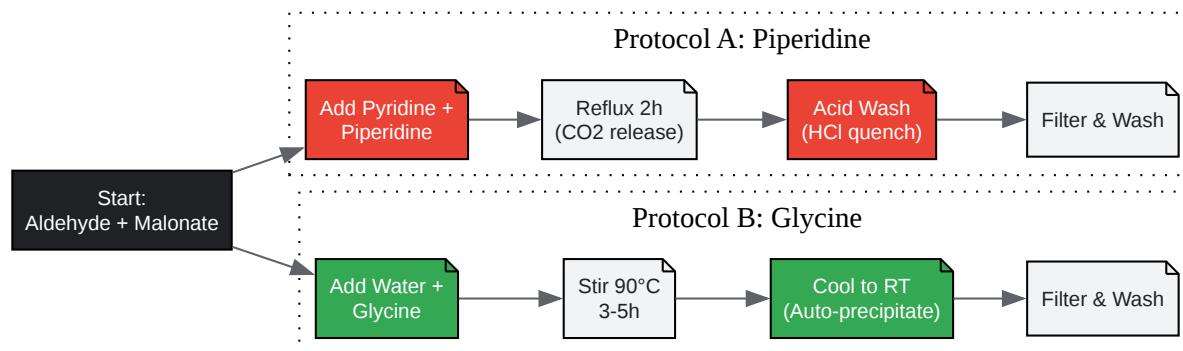 Protocol A: Piperidine
Add Pyridine +
Piperidine
Reflux 2h
(CO2 release)
Acid Wash
(HCl quench)
Filter & Wash
Start:
Aldehyde + Malonate
Protocol B: Glycine
Add Water +
Glycine
Stir 90°C
3-5h
Cool to RT
(Auto-precipitate)
Filter & Wash